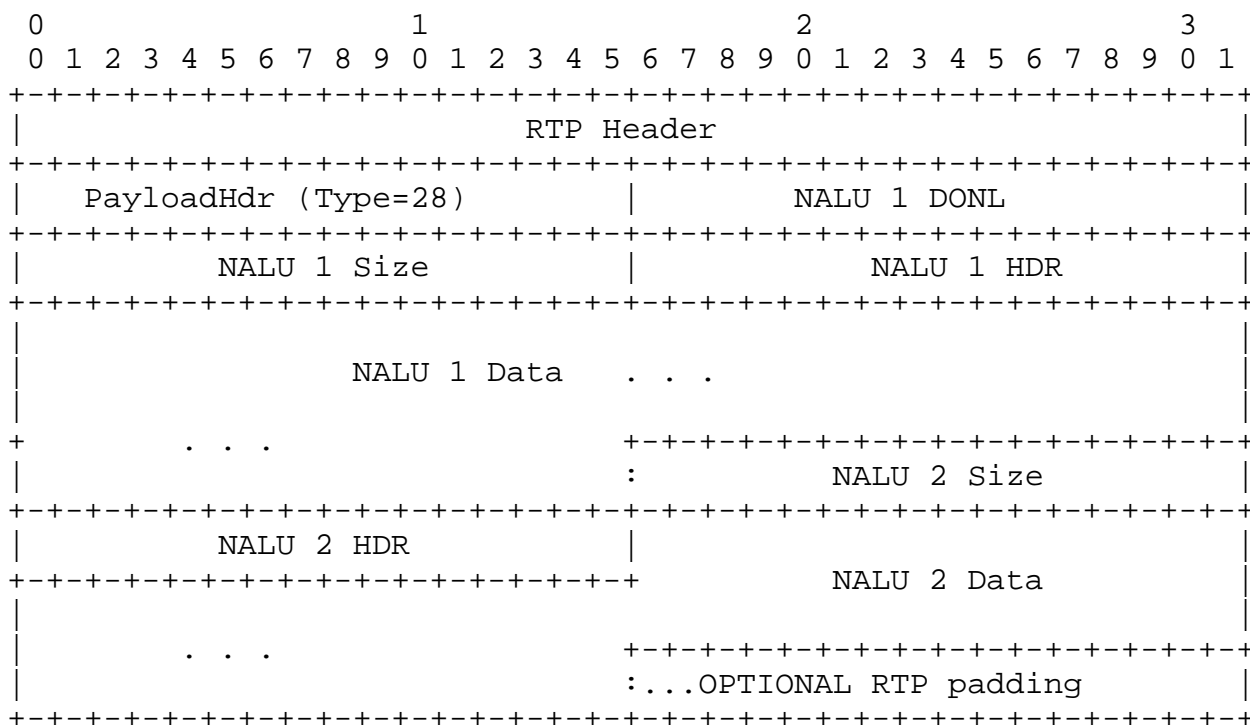 0                   1                   2                   3
 0 1 2 3 4 5 6 7 8 9 0 1 2 3 4 5 6 7 8 9 0 1 2 3 4 5 6 7 8 9 0 1
+-+-+-+-+-+-+-+-+-+-+-+-+-+-+-+-+-+-+-+-+-+-+-+-+-+-+-+-+-+-+-+-+
|                          RTP Header                           |
+-+-+-+-+-+-+-+-+-+-+-+-+-+-+-+-+-+-+-+-+-+-+-+-+-+-+-+-+-+-+-+-+
|   PayloadHdr (Type=28)        |        NALU 1 DONL            |
+-+-+-+-+-+-+-+-+-+-+-+-+-+-+-+-+-+-+-+-+-+-+-+-+-+-+-+-+-+-+-+-+
|          NALU 1 Size          |            NALU 1 HDR         |
+-+-+-+-+-+-+-+-+-+-+-+-+-+-+-+-+-+-+-+-+-+-+-+-+-+-+-+-+-+-+-+-+
|                                                               |
|                 NALU 1 Data   . . .                           |
|                                                               |
+        . . .                  +-+-+-+-+-+-+-+-+-+-+-+-+-+-+-+-+
|                               :          NALU 2 Size          |
+-+-+-+-+-+-+-+-+-+-+-+-+-+-+-+-+-+-+-+-+-+-+-+-+-+-+-+-+-+-+-+-+
|          NALU 2 HDR           |                               |
+-+-+-+-+-+-+-+-+-+-+-+-+-+-+-+-+          NALU 2 Data          |
|                                                               |
|        . . .                  +-+-+-+-+-+-+-+-+-+-+-+-+-+-+-+-+
|                               :...OPTIONAL RTP padding        |
+-+-+-+-+-+-+-+-+-+-+-+-+-+-+-+-+-+-+-+-+-+-+-+-+-+-+-+-+-+-+-+-+